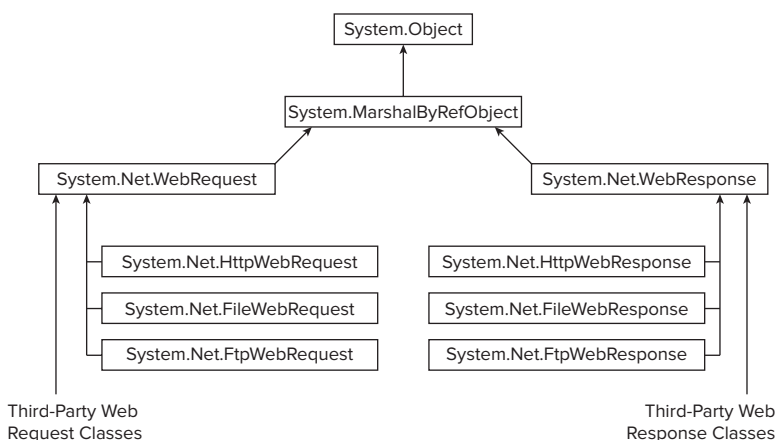 System.Object
System.MarshalByRefObject
System.Net.WebRequest
System.Net.WebResponse
System.Net.HttpWebRequest
System.Net.HttpWebResponse
System.Net.FileWebRequest
System.Net.FileWebResponse
System.Net.FtpWebRequest
System.Net.FtpWebResponse
Third-Party Web
Request Classes
Third-Party Web
Response Classes